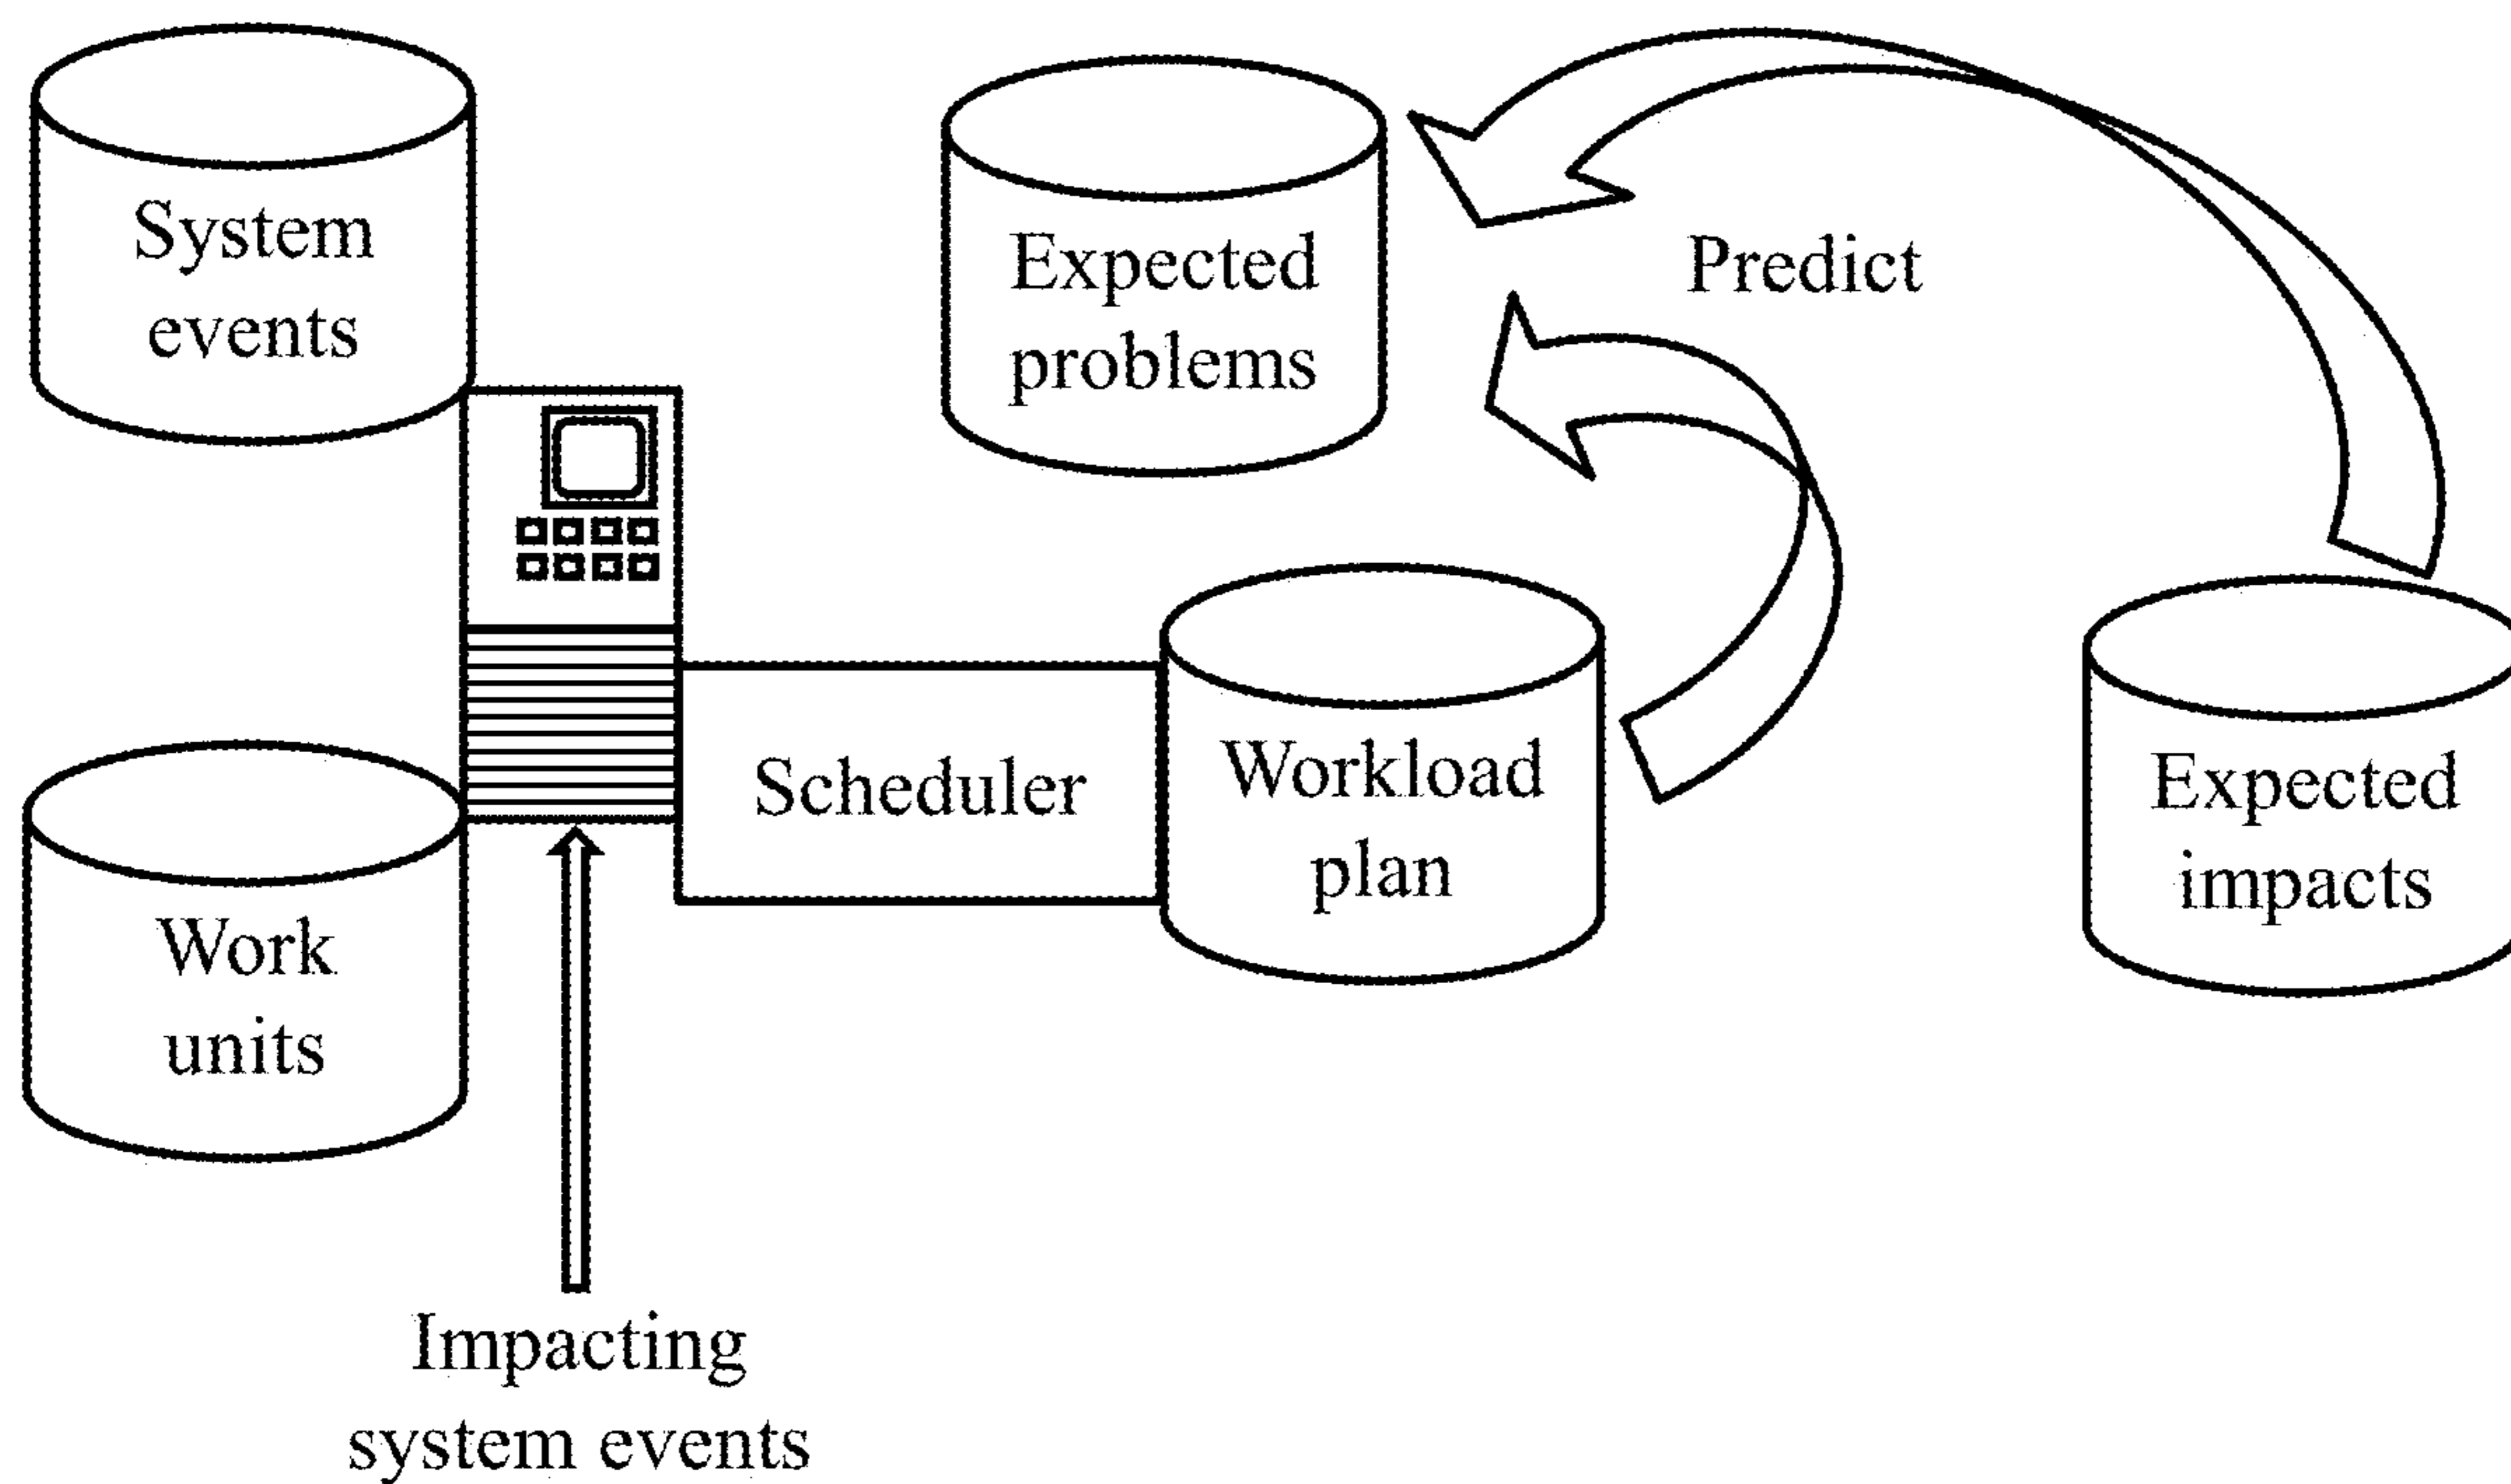 System
events
Expected
problems
Predict
Scheduler
Workload
plan
Expected
impacts
Work
units
Impacting
system events